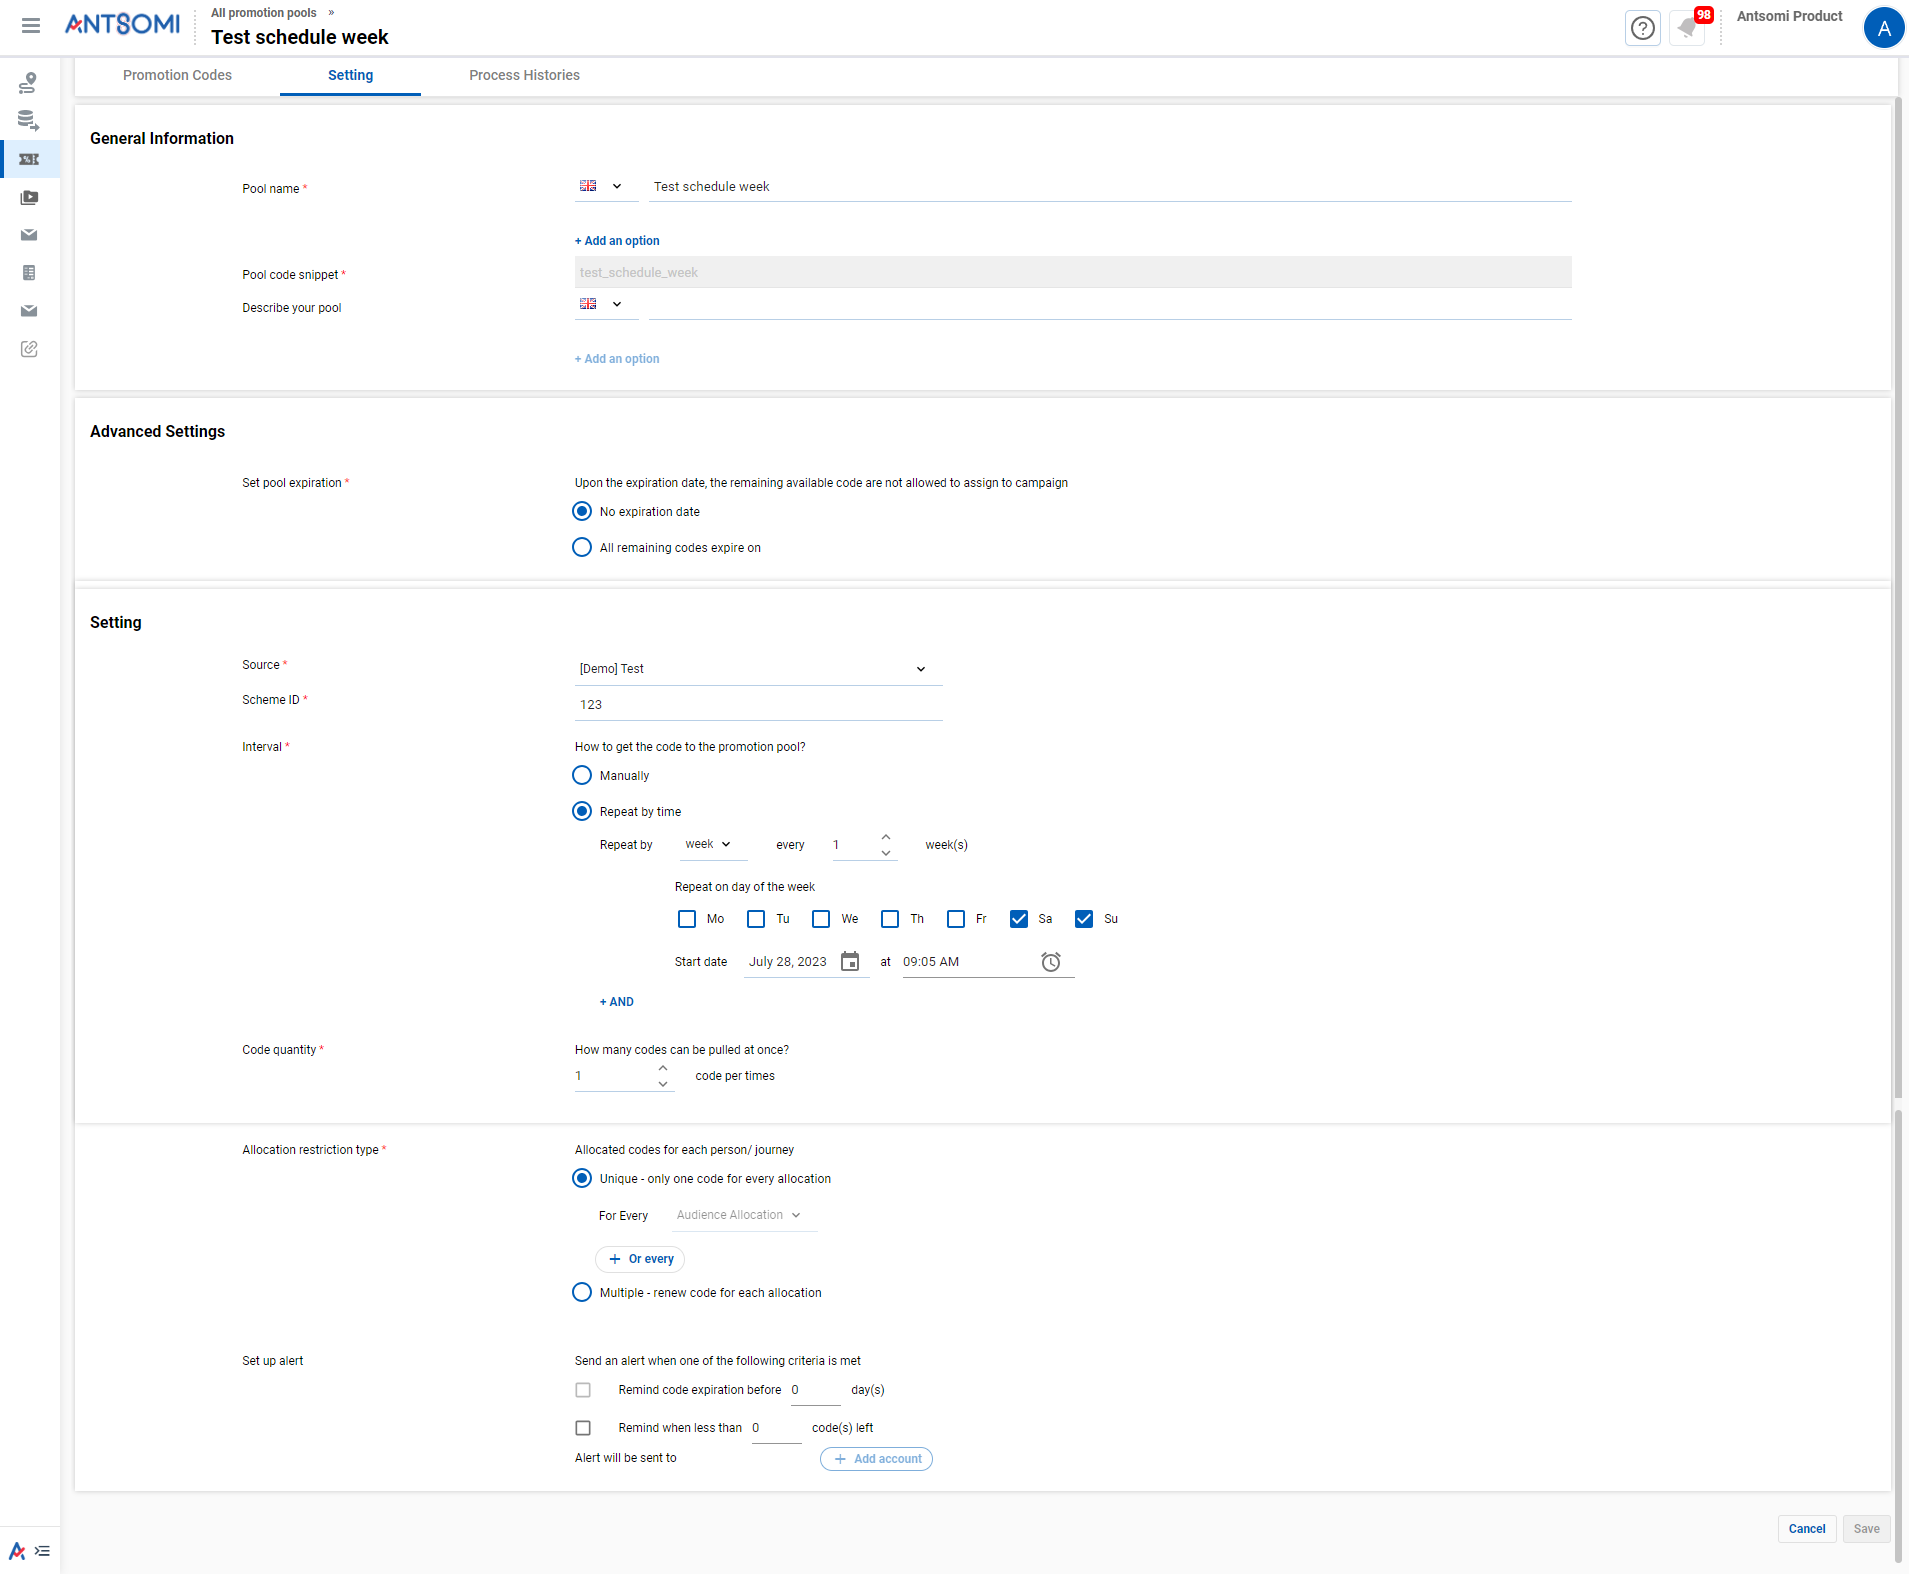 ANTSOMI
All promotion pools »
Test schedule week
98
Antsomi Product
A
Promotion Codes Setting Process Histories
General Information
Pool name * Test schedule week
+ Add an option
Pool code snippet * test_schedule_week
Describe your pool
+ Add an option
Advanced Settings
Set pool expiration * Upon the expiration date, the remaining available code are not allowed to assign to campaign
No expiration date
All remaining codes expire on
Setting
Source * [Demo] Test
Scheme ID * 123
Interval * How to get the code to the promotion pool?
Manually
Repeat by time
Repeat by week every 1 week(s)
Repeat on day of the week
Mo Tu We Th Fr Sa Su
Start date July 28, 2023 at 09:05 AM
+ AND
Code quantity * How many codes can be pulled at once?
1 code per times
Allocation restriction type * Allocated codes for each person/ journey
Unique - only one code for every allocation
For Every Audience Allocation
+ Or every
Multiple - renew code for each allocation
Set up alert Send an alert when one of the following criteria is met
Remind code expiration before 0 day(s)
Remind when less than 0 code(s) left
Alert will be sent to + Add account
Cancel Save